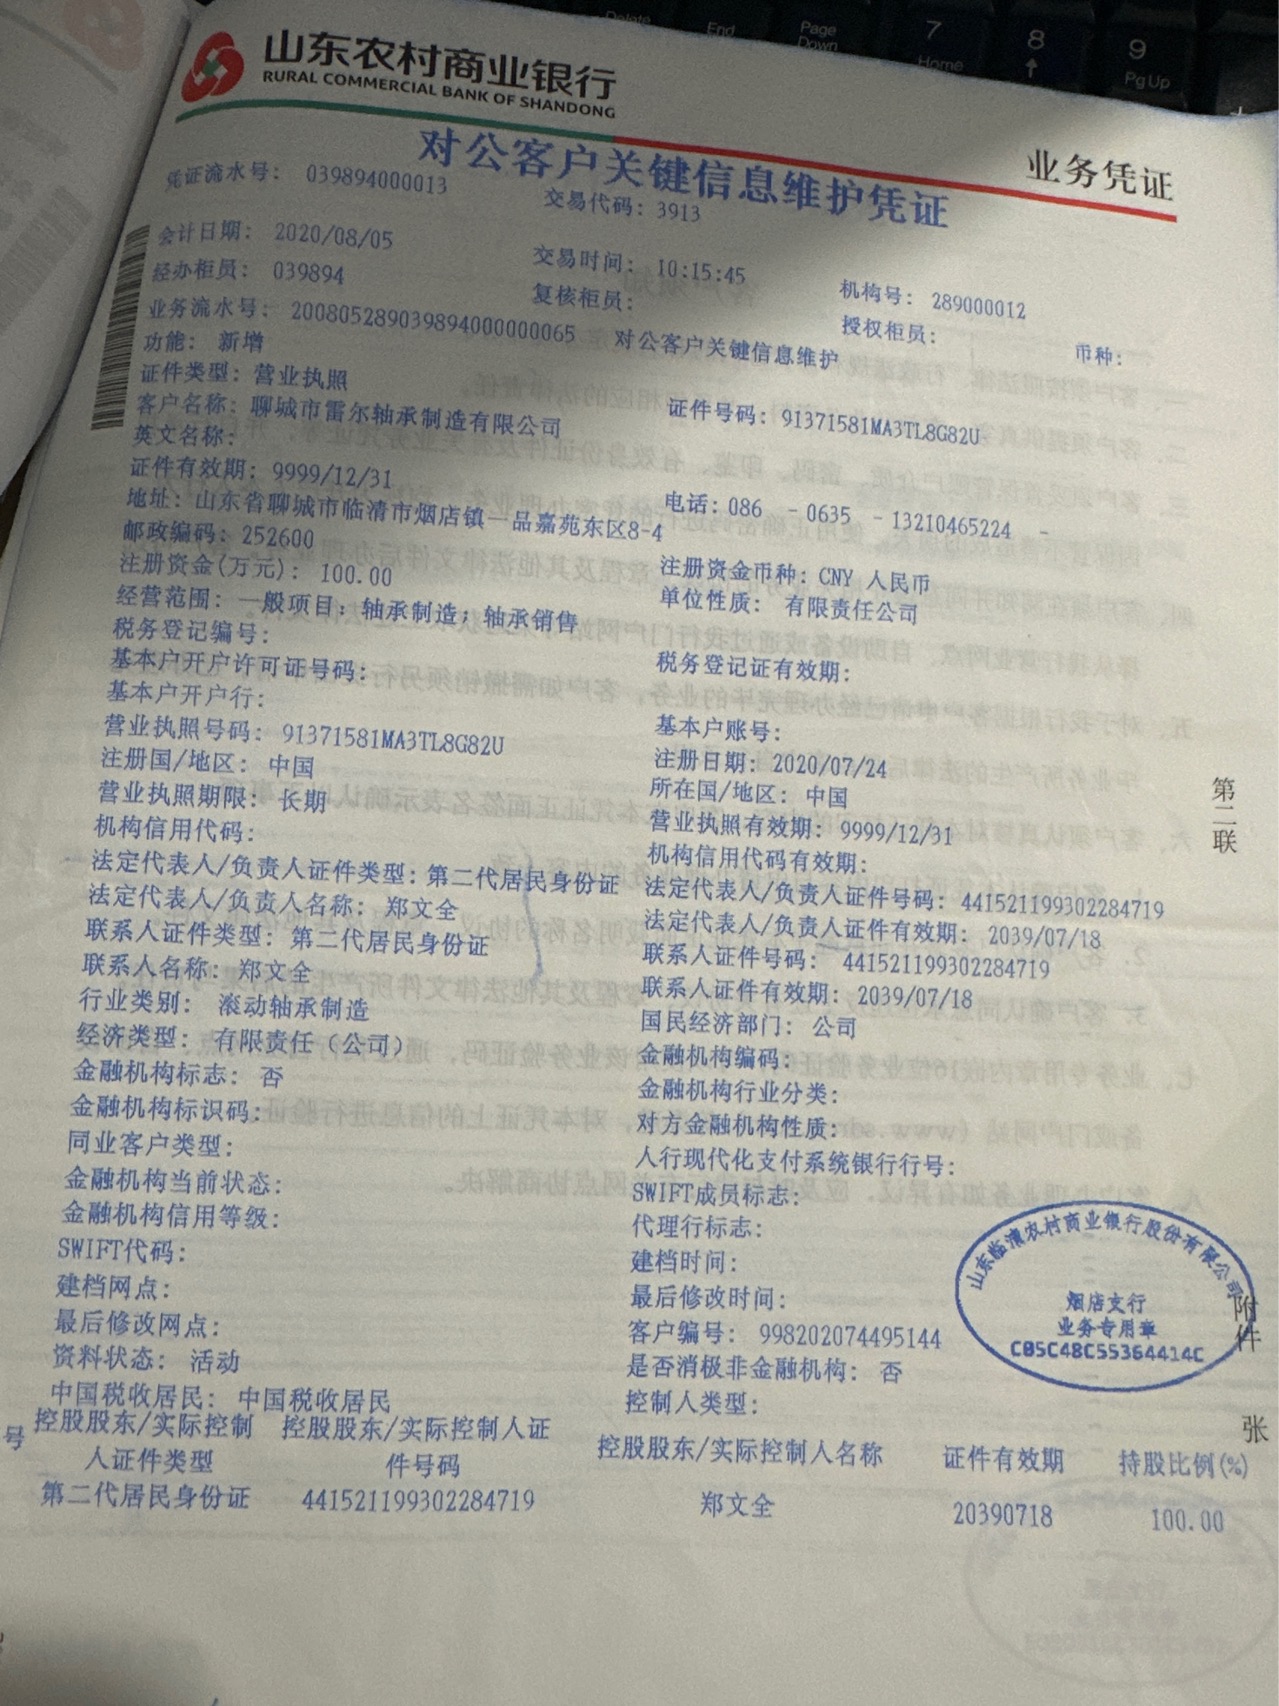 山东农村商业银行
RURAL COMMERCIAL BANK OF SHANDONG
业务凭证
对公客户关键信息维护凭证
凭证流水号: 039894000013 交易代码: 3913
会计日期: 2020/08/05 交易时间: 10:15:45 机构号: 289000012
经办柜员: 039894 复核柜员: 授权柜员: 币种:
业务流水号: 20080528903989400000065 对公客户关键信息维护
功能: 新增
证件类型: 营业执照 证件号码: 91371581MA3TL8G82U
客户名称: 聊城市雷尔轴承制造有限公司
英文名称:
证件有效期: 9999/12/31 电话: 086 - 0635 - 13210465224 -
地址: 山东省聊城市临清市烟店镇一品嘉苑东区8-4
邮政编码: 252600 注册资金币种: CNY 人民币
注册资金(万元): 100.00 单位性质: 有限责任公司
经营范围: 一般项目: 轴承制造; 轴承销售
税务登记编号: 税务登记证有效期:
基本户开户许可证号码:
基本户开户行: 基本户账号:
营业执照号码: 91371581MA3TL8G82U 注册日期: 2020/07/24
注册国/地区: 中国 所在国/地区: 中国
营业执照期限: 长期 营业执照有效期: 9999/12/31
机构信用代码: 机构信用代码有效期:
法定代表人/负责人证件类型: 第二代居民身份证 法定代表人/负责人证件号码: 441521199302284719
法定代表人/负责人名称: 郑文全 法定代表人/负责人证件有效期: 2039/07/18
联系人证件类型: 第二代居民身份证 联系人证件号码: 441521199302284719
联系人名称: 郑文全 联系人证件有效期: 2039/07/18
行业类别: 滚动轴承制造 国民经济部门: 公司
经济类型: 有限责任（公司） 金融机构编码:
金融机构标志: 否 金融机构行业分类:
金融机构标识码: 对方金融机构性质:
同业客户类型: 人行现代化支付系统银行行号:
金融机构当前状态: SWIFT成员标志:
金融机构信用等级: 代理行标志:
SWIFT代码: 建档时间:
建档网点: 最后修改时间:
最后修改网点: 客户编号: 998202074495144
资料状态: 活动 是否消极非金融机构: 否
中国税收居民: 中国税收居民 控制人类型:
控股股东/实际控制人证件类型 控股股东/实际控制人证件号码 控股股东/实际控制人名称 证件有效期 持股比例(%)
第二代居民身份证 441521199302284719 郑文全 20390718 100.00
山东临清农村商业银行股份有限公司
烟店支行
业务专用章
CB5C48C55364414C
第二联
附件
张
号